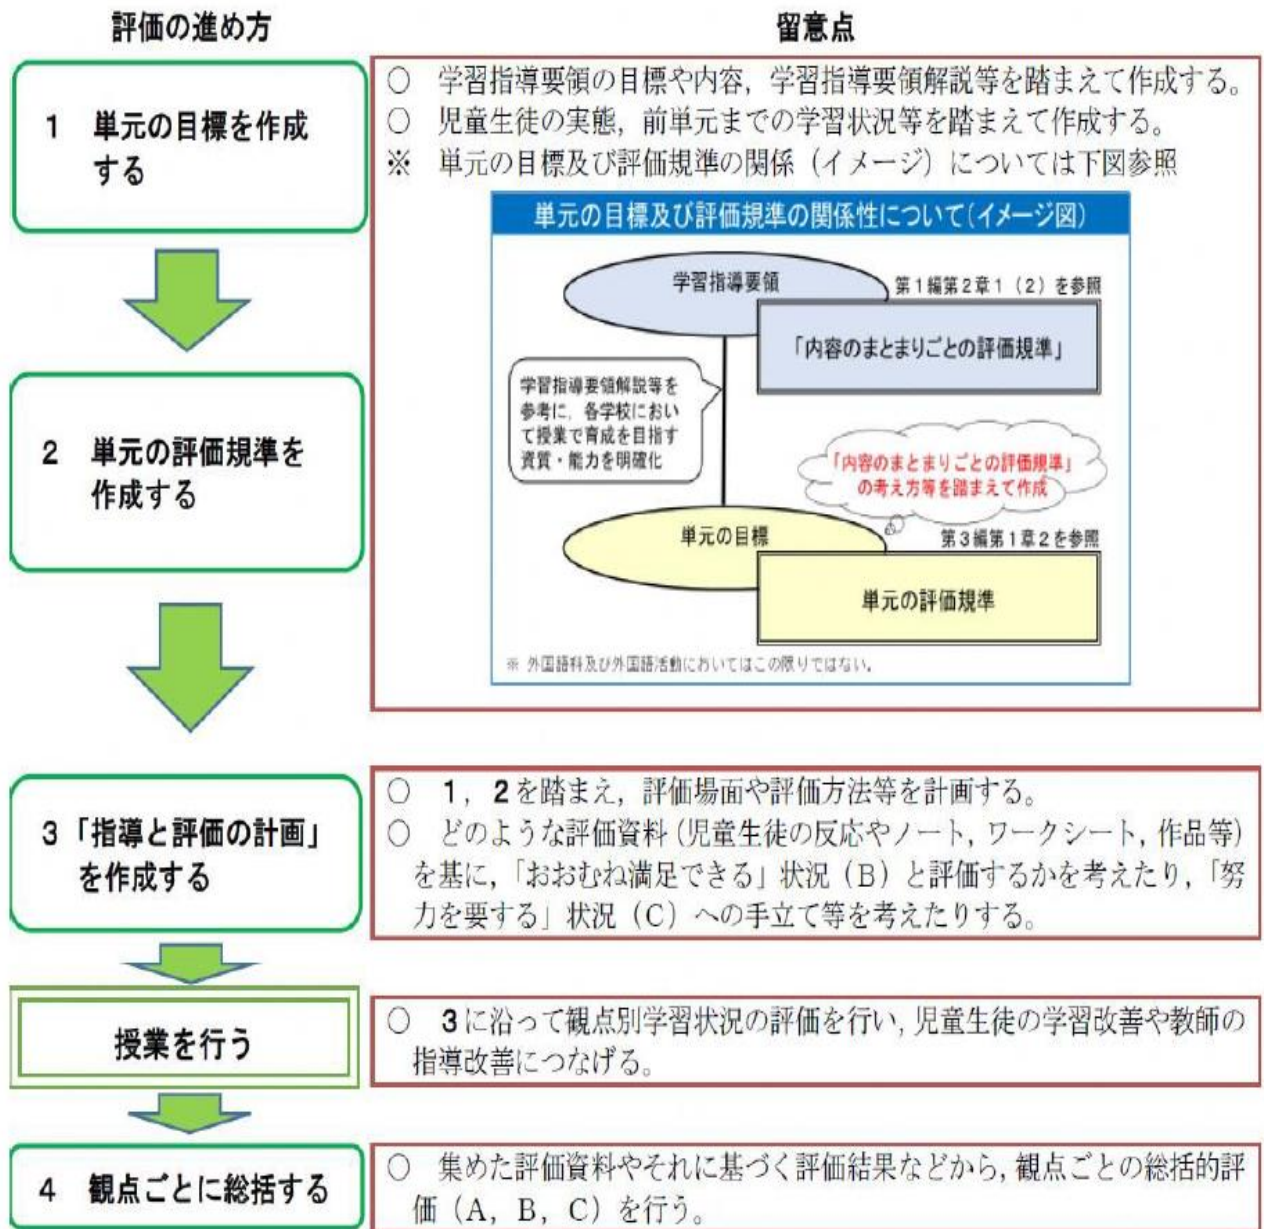 評価の進め方
留意点
1 単元の目標を作成
する
○ 学習指導要領の目標や内容，学習指導要領解説等を踏まえて作成する。
○ 児童生徒の実態，前単元までの学習状況等を踏まえて作成する。
※ 単元の目標及び評価規準の関係（イメージ）については下図参照
単元の目標及び評価規準の関係性について(イメージ図)
学習指導要領
第１編第２章１（２）を参照
「内容のまとまりごとの評価規準」
学習指導要領解説等を
参考に，各学校におい
て授業で育成を目指す
資質・能力を明確化
「内容のまとまりごとの評価規準」
の考え方等を踏まえて作成
単元の目標
第３編第１章２を参照
単元の評価規準
※ 外国語科及び外国語活動においてはこの限りではない。
2 単元の評価規準を
作成する
3「指導と評価の計画」
を作成する
○ 1，2を踏まえ，評価場面や評価方法等を計画する。
○ どのような評価資料（児童生徒の反応やノート，ワークシート，作品等）
を基に，「おおむね満足できる」状況（B）と評価するかを考えたり，「努
力を要する」状況（C）への手立て等を考えたりする。
授業を行う
○ 3に沿って観点別学習状況の評価を行い，児童生徒の学習改善や教師の
指導改善につなげる。
4 観点ごとに総括する
○ 集めた評価資料やそれに基づく評価結果などから，観点ごとの総括的評
価（A，B，C）を行う。